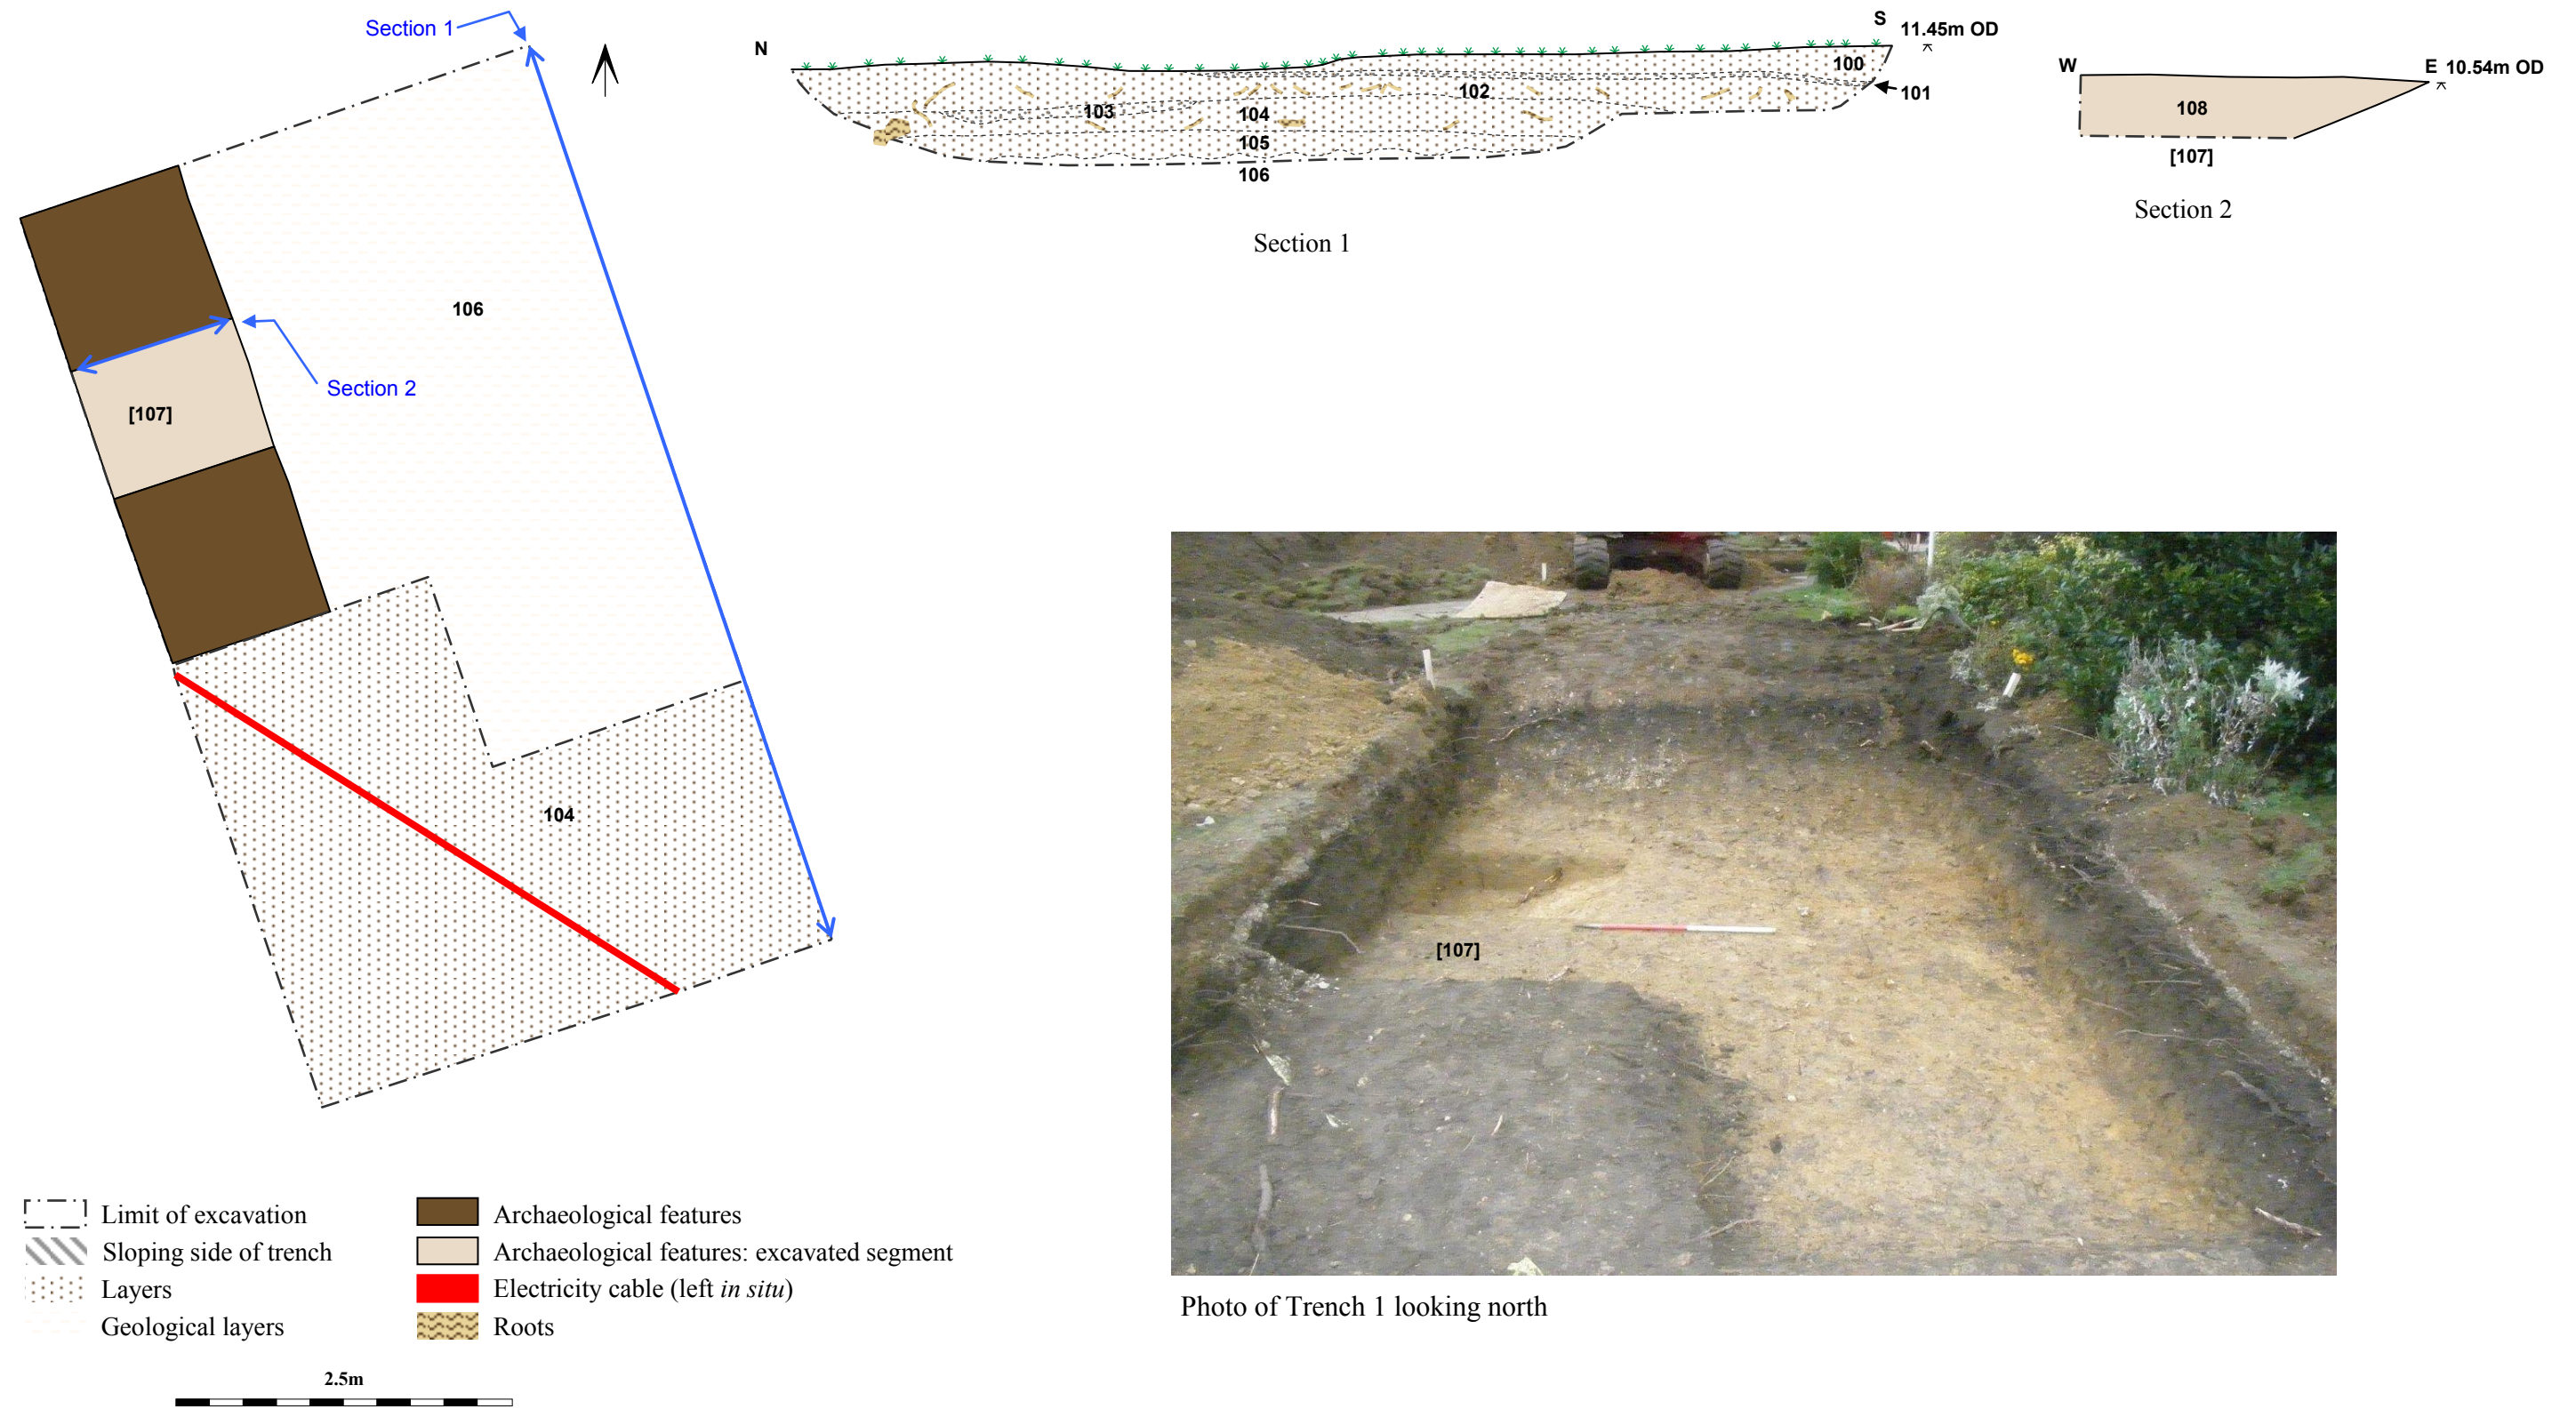 Section 1
N
S
11.45m OD
100
101
102
103
104
105
106
Section 1
W
E 10.54m OD
108
[107]
Section 2
106
Section 2
[107]
104
[107]
Photo of Trench 1 looking north
Limit of excavation
Sloping side of trench
Layers
Geological layers
Archaeological features
Archaeological features: excavated segment
Electricity cable (left in situ)
Roots
2.5m